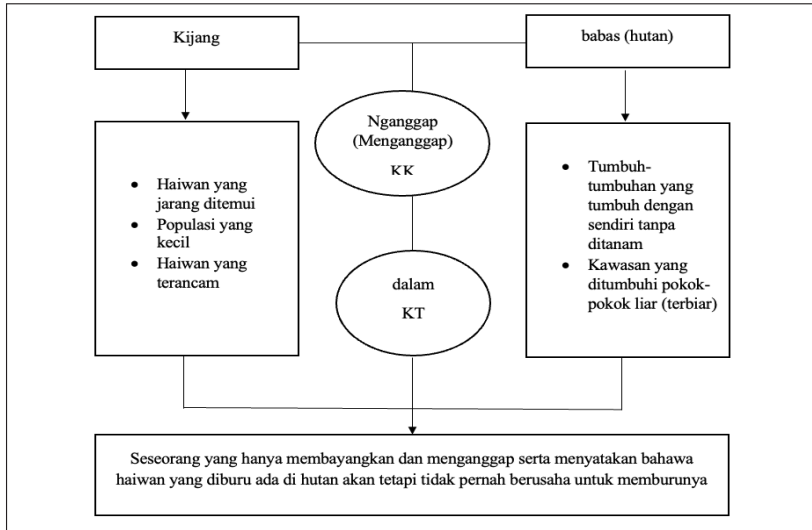 Kijang
babas (hutan)
Nganggap
(Menganggap)
KK
• Haiwan yang
jarang ditemui
• Populasi yang
kecil
• Haiwan yang
terancam
• Tumbuh-
tumbuhan yang
tumbuh dengan
sendiri tanpa
ditanam
• Kawasan yang
ditumbuhi pokok-
pokok liar (terbiar)
dalam
KT
Seseorang yang hanya membayangkan dan menganggap serta menyatakan bahawa
haiwan yang diburu ada di hutan akan tetapi tidak pernah berusaha untuk memburunya